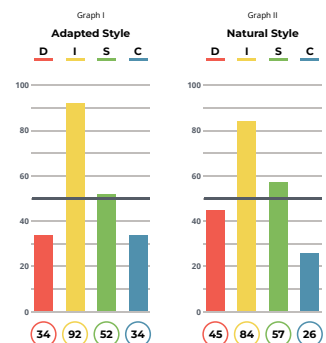 Graph I
Adapted Style
D I S C
100
80
60
40
20
0
34 92 52 34
Graph II
Natural Style
D I S C
100
80
60
40
20
0
45 84 57 26